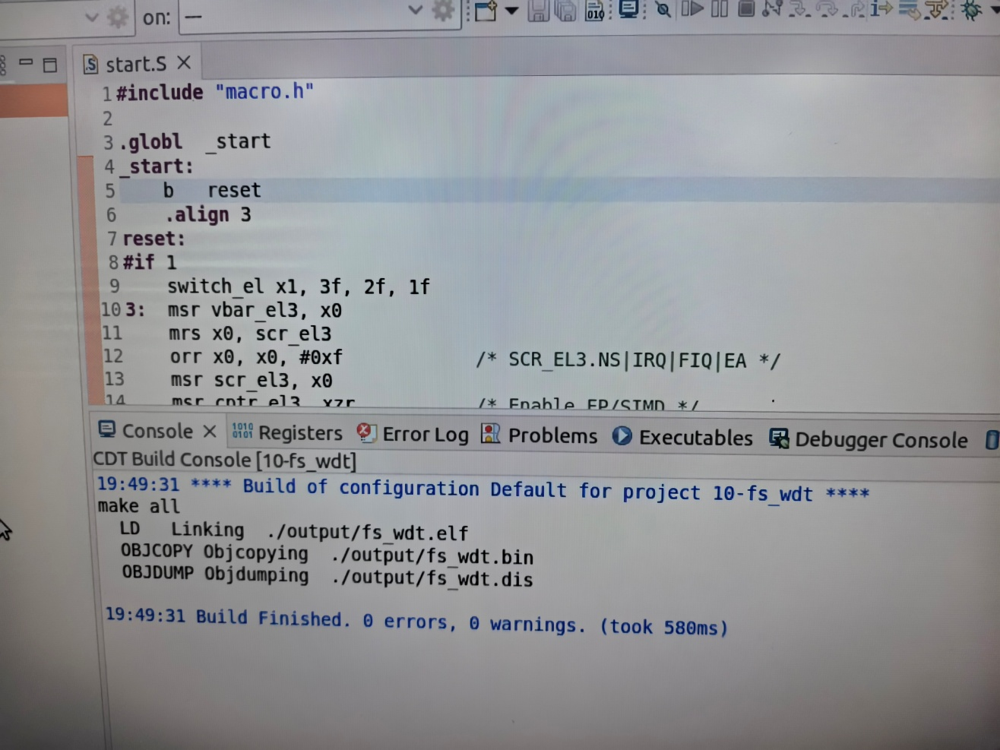 on: —
start.S
1 #include "macro.h"
2
3 .globl _start
4 _start:
5 b reset
6 .align 3
7 reset:
8 #if 1
9 switch_el x1, 3f, 2f, 1f
10 3: msr vbar_el3, x0
11 mrs x0, scr_el3
12 orr x0, x0, #0xf /* SCR_EL3.NS|IRQ|FIQ|EA */
13 msr scr_el3, x0
14 msr cptr_el3, xzr /* Enable FP/SIMD */
Console Registers Error Log Problems Executables Debugger Console
CDT Build Console [10-fs_wdt]
19:49:31 **** Build of configuration Default for project 10-fs_wdt ****
make all
LD Linking ./output/fs_wdt.elf
OBJCOPY Objcopying ./output/fs_wdt.bin
OBJDUMP Objdumping ./output/fs_wdt.dis
19:49:31 Build Finished. 0 errors, 0 warnings. (took 580ms)